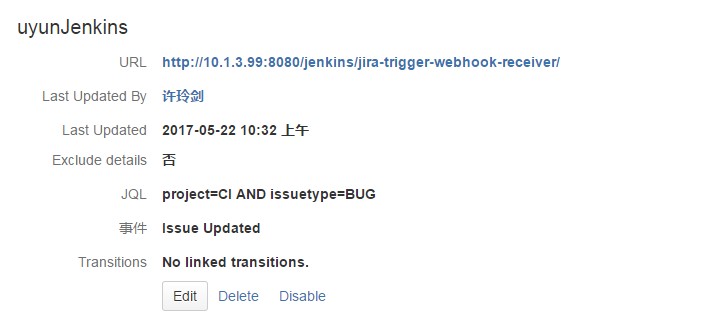 uyunJenkins
URL http://10.1.3.99:8080/jenkins/jira-trigger-webhook-receiver/
Last Updated By 许玲剑
Last Updated 2017-05-22 10:32 上午
Exclude details 否
JQL project=CI AND issuetype=BUG
事件 Issue Updated
Transitions No linked transitions.
Edit Delete Disable